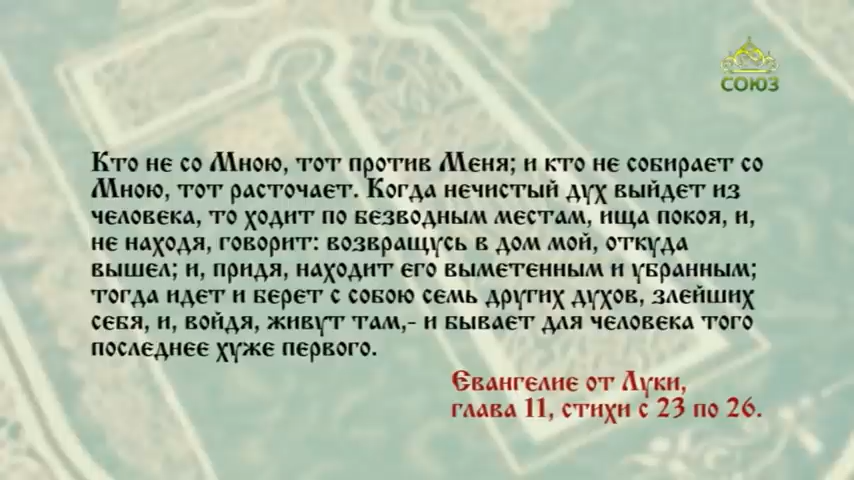 СОЮЗ
Кто не со Мною, тот против Меня; и кто не собирает со
Мною, тот расточает. Когда нечистый дух выйдет из
человека, то ходит по безводным местам, ища покоя, и,
не находя, говорит: возвращусь в дом мой, откуда
вышел; и, придя, находит его выметенным и убранным;
тогда идет и берет с собою семь других духов, злейших
себя, и, войдя, живут там,- и бывает для человека того
последнее хуже первого.
Евангелие от Луки,
глава 11, стихи с 23 по 26.